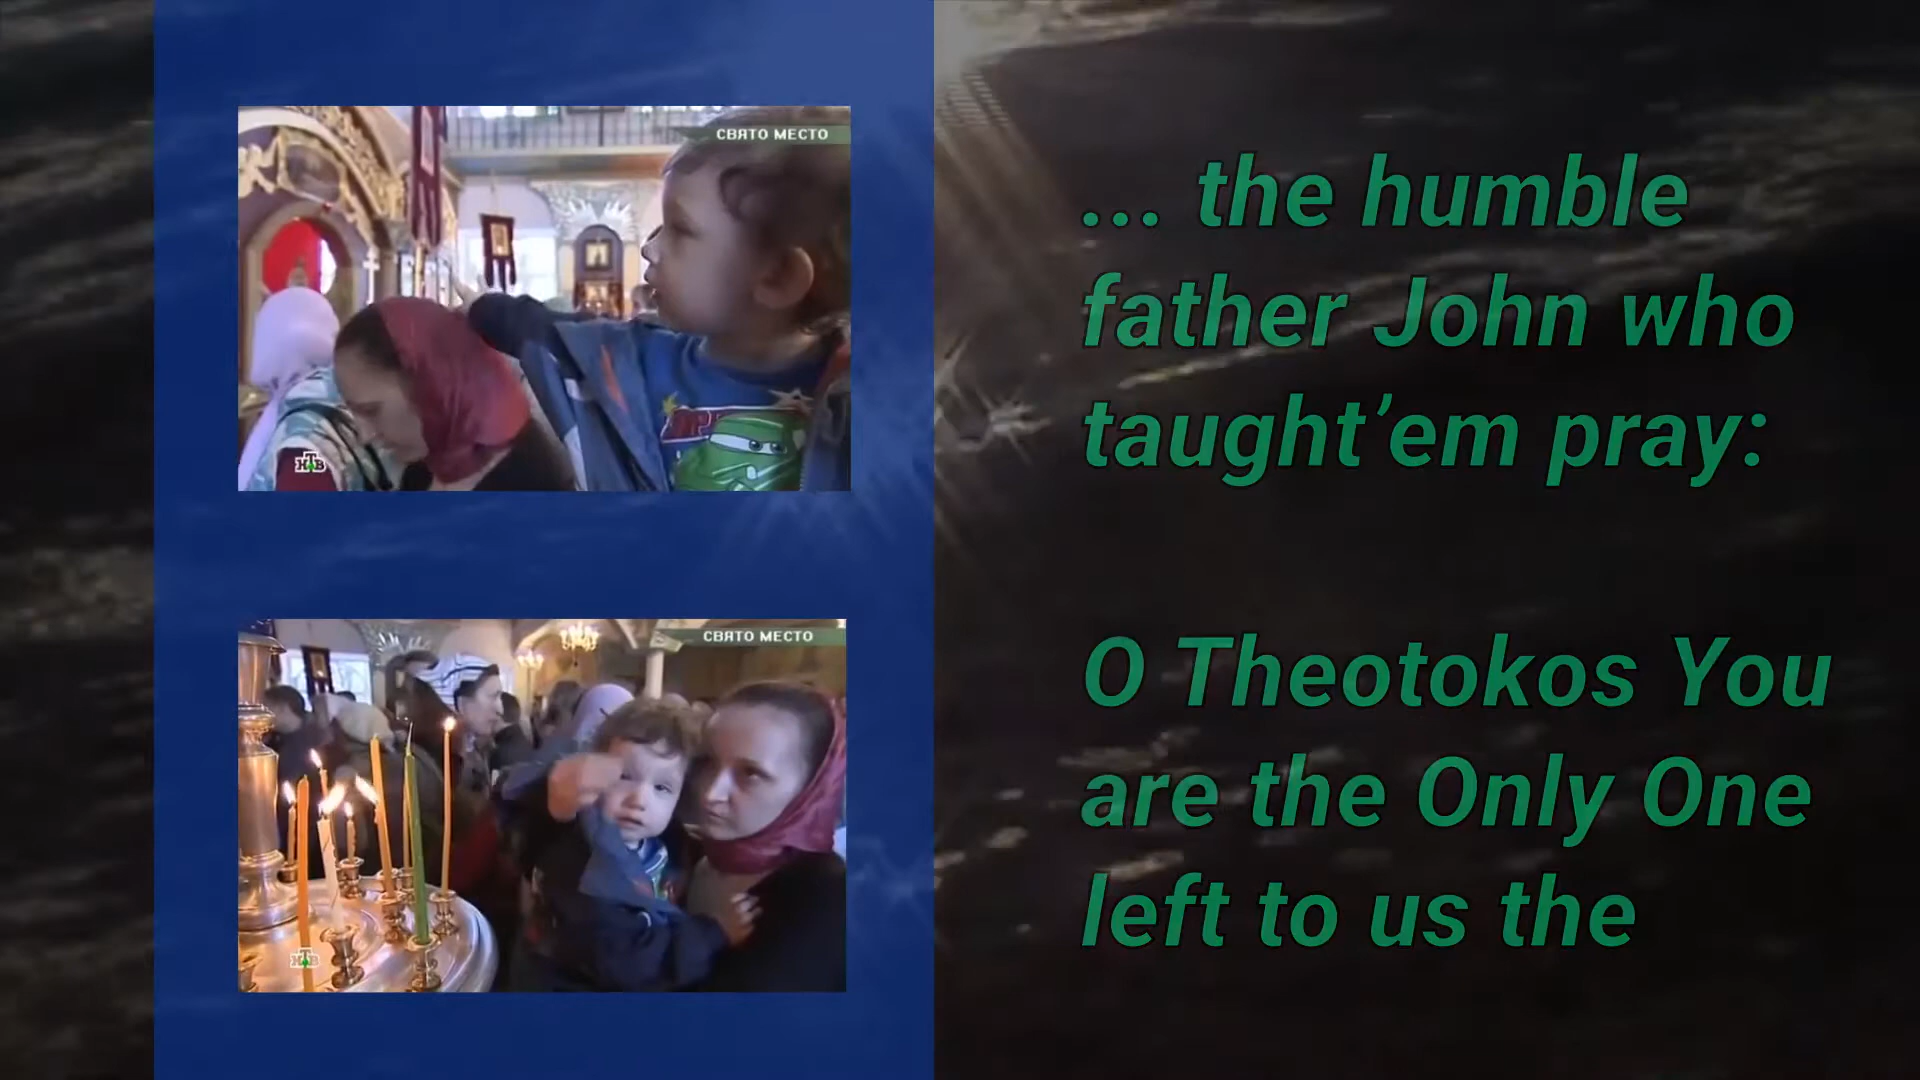 СВЯТО МЕСТО
НТВ
СВЯТО МЕСТО
НТВ
... the humble
father John who
taught’em pray:
O Theotokos You
are the Only One
left to us the